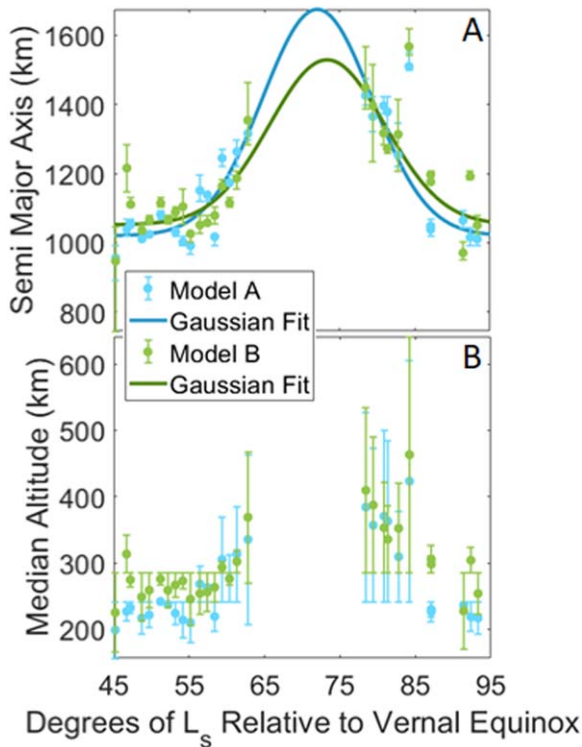 A
Semi Major Axis (km)
1600
1400
1200
1000
800
Model A
Gaussian Fit
Model B
Gaussian Fit
B
Median Altitude (km)
600
500
400
300
200
45 55 65 75 85 95
Degrees of Ls Relative to Vernal Equinox